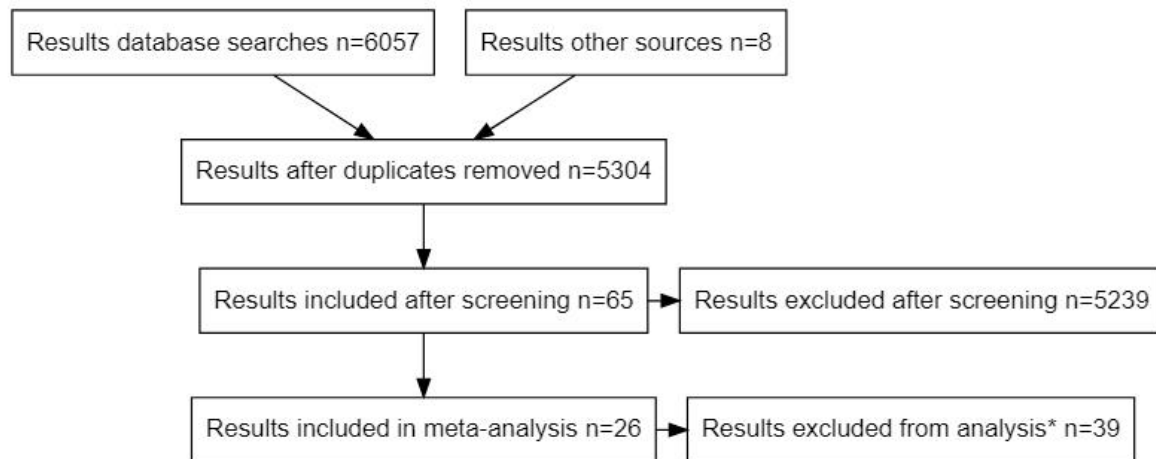 Results database searches n=6057
Results other sources n=8
Results after duplicates removed n=5304
Results included after screening n=65
Results excluded after screening n=5239
Results included in meta-analysis n=26
Results excluded from analysis* n=39